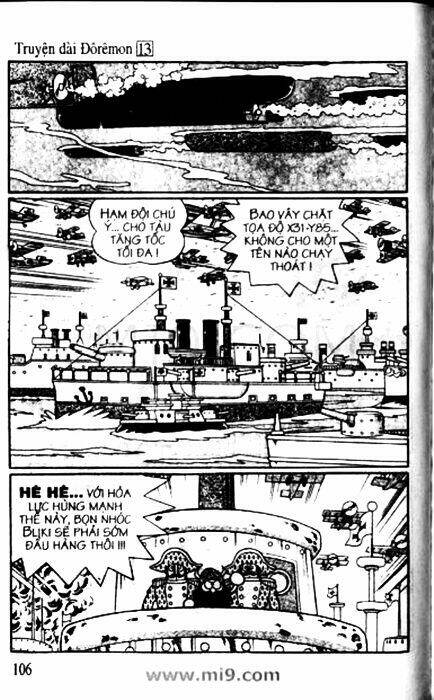 Truyện dài Đôrêmon 13
HẠM ĐỘI CHÚ
Ý... CHO TÀU
TĂNG TỐC
TỐI ĐA !
BAO VÂY CHẶT
TỌA ĐỘ X31-Y85...
KHÔNG CHO MỘT
TÊN NÀO CHẠY
THOÁT !
HÊ HÊ... VỚI HỎA
LỰC HÙNG MẠNH
THẾ NÀY, BỌN NHÓC
BLIKI SẼ PHẢI SỚM
ĐẦU HÀNG THÔI !!!
106
www.mi9.com